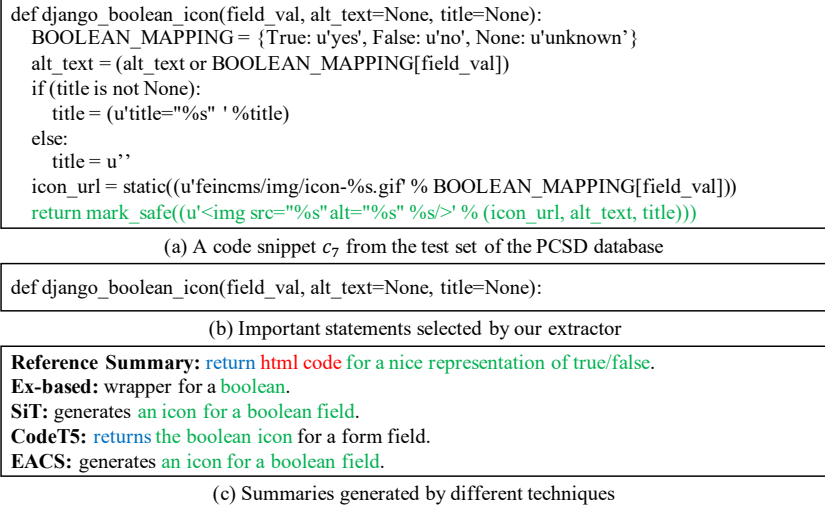 def django_boolean_icon(field_val, alt_text=None, title=None):
BOOLEAN_MAPPING = {True: u'yes', False: u'no', None: u'unknown’}
alt_text = (alt_text or BOOLEAN_MAPPING[field_val])
if (title is not None):
title = (u'title="%s" ' %title)
else:
title = u’’
icon_url = static((u'feincms/img/icon-%s.gif' % BOOLEAN_MAPPING[field_val]))
return mark_safe((u'<img src="%s" alt="%s" %s/>' % (icon_url, alt_text, title)))
(a) A code snippet c₇ from the test set of the PCSD database
def django_boolean_icon(field_val, alt_text=None, title=None):
(b) Important statements selected by our extractor
Reference Summary: return html code for a nice representation of true/false.
Ex-based: wrapper for a boolean.
SiT: generates an icon for a boolean field.
CodeT5: returns the boolean icon for a form field.
EACS: generates an icon for a boolean field.
(c) Summaries generated by different techniques